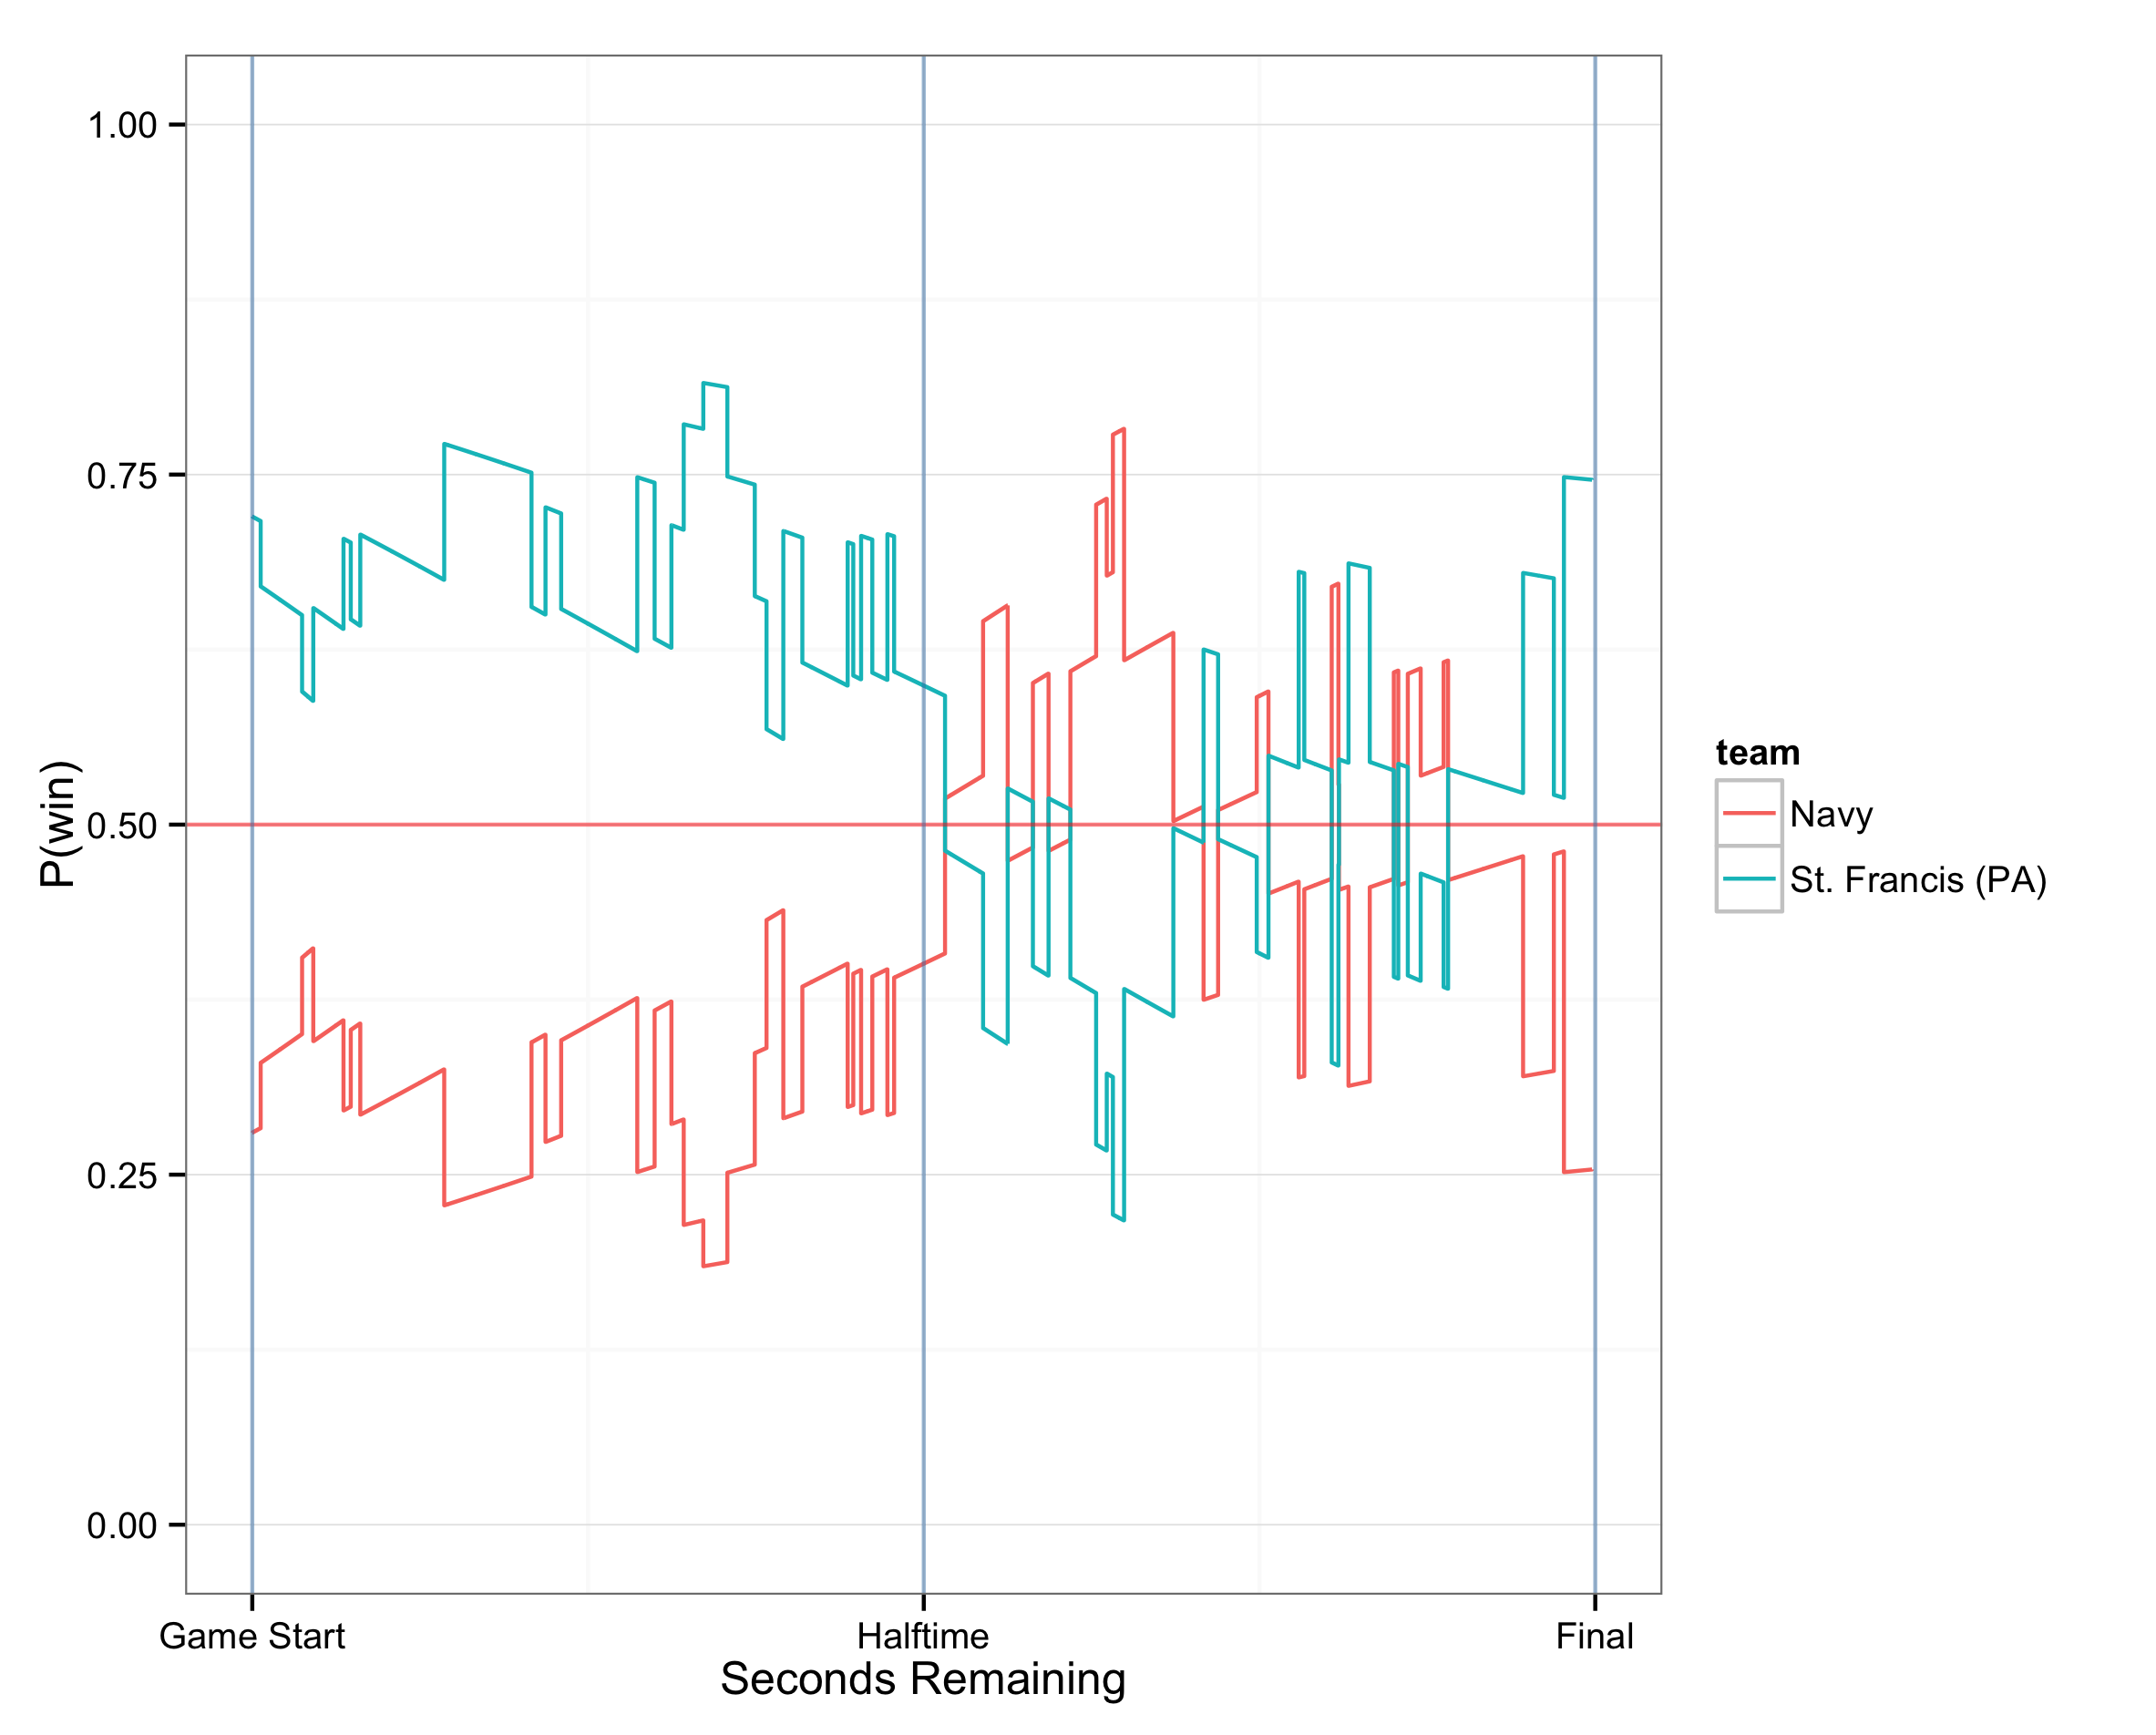 1.00
0.75
0.50
0.25
0.00
P(win)
Game Start
Halftime
Final
Seconds Remaining
team
Navy
St. Francis (PA)